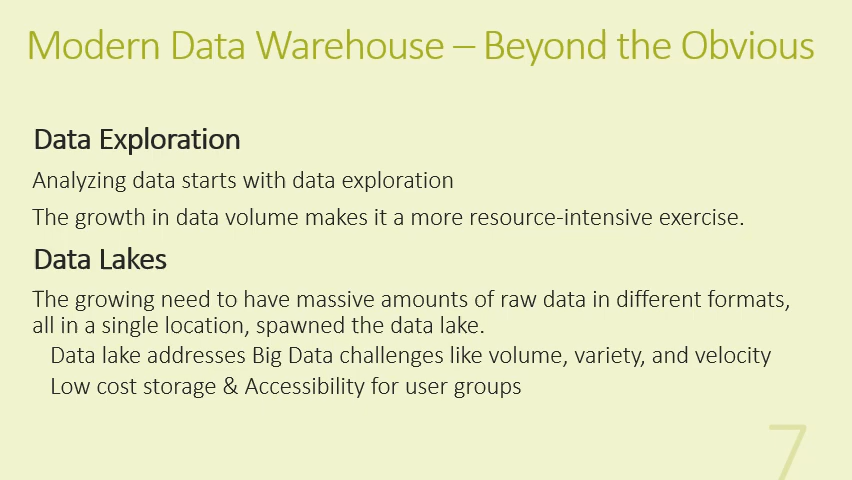 Modern Data Warehouse – Beyond the Obvious
Data Exploration
Analyzing data starts with data exploration
The growth in data volume makes it a more resource-intensive exercise.
Data Lakes
The growing need to have massive amounts of raw data in different formats,
all in a single location, spawned the data lake.
Data lake addresses Big Data challenges like volume, variety, and velocity
Low cost storage & Accessibility for user groups
7